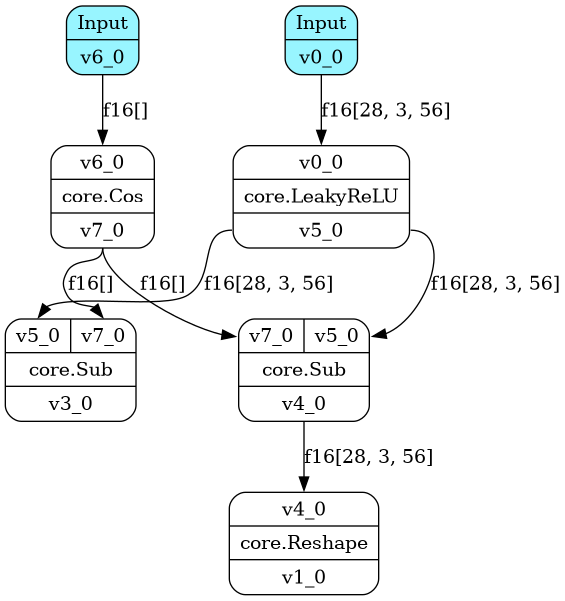 Input
v6_0
Input
v0_0
f16[]
f16[28, 3, 56]
v6_0
core.Cos
v7_0
v0_0
core.LeakyReLU
v5_0
f16[]
f16[]
f16[28, 3, 56]
f16[28, 3, 56]
v5_0
v7_0
core.Sub
v3_0
v7_0
v5_0
core.Sub
v4_0
f16[28, 3, 56]
v4_0
core.Reshape
v1_0